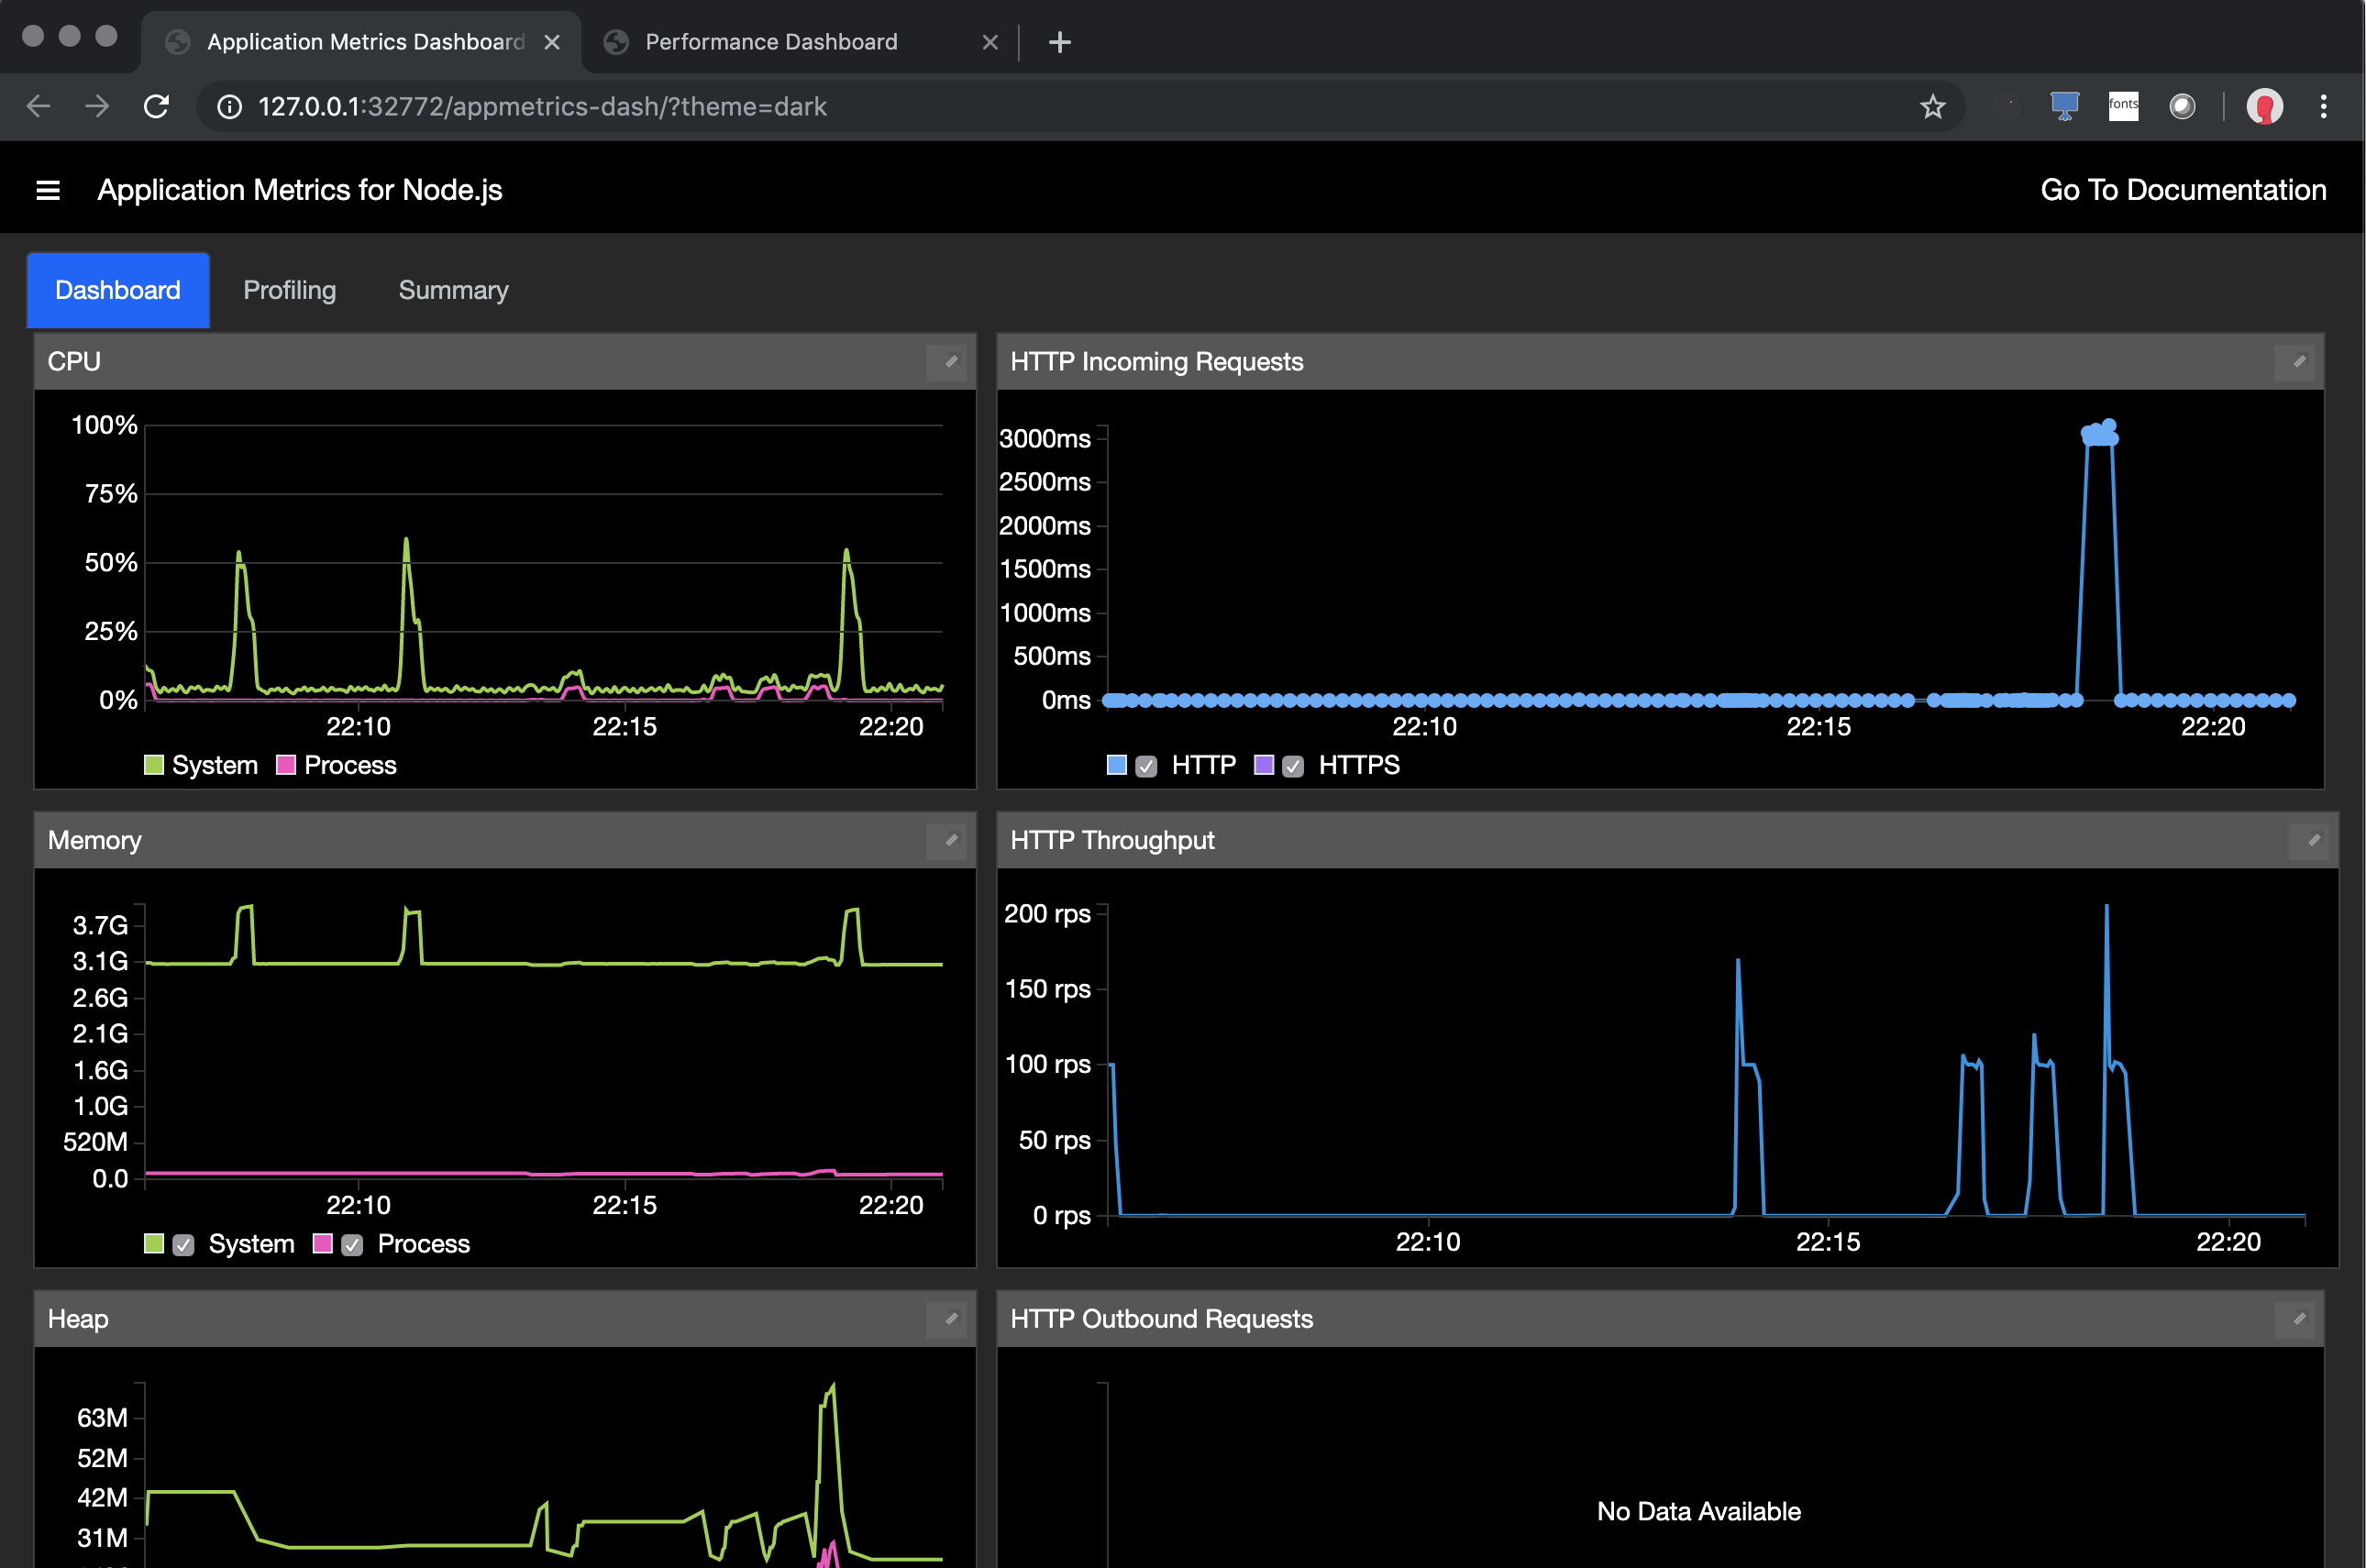 Application Metrics Dashboard
Performance Dashboard
127.0.0.1:32772/appmetrics-dash/?theme=dark
fonts
Application Metrics for Node.js
Go To Documentation
Dashboard
Profiling
Summary
CPU
100%
75%
50%
25%
0%
22:10
22:15
22:20
System
Process
HTTP Incoming Requests
3000ms
2500ms
2000ms
1500ms
1000ms
500ms
0ms
22:10
22:15
22:20
HTTP
HTTPS
Memory
3.7G
3.1G
2.6G
2.1G
1.6G
1.0G
520M
0.0
22:10
22:15
22:20
System
Process
HTTP Throughput
200 rps
150 rps
100 rps
50 rps
0 rps
22:10
22:15
22:20
Heap
63M
52M
42M
31M
HTTP Outbound Requests
No Data Available